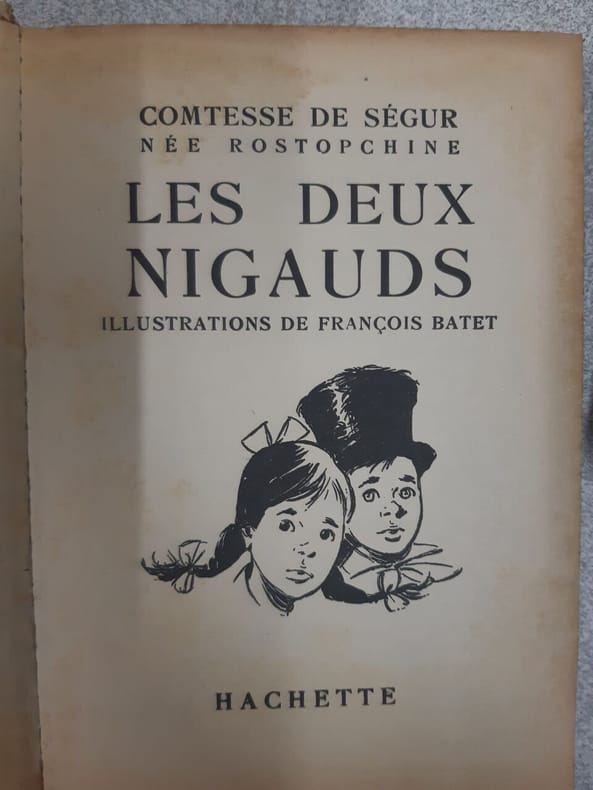 COMTESSE DE SÉGUR
NÉE ROSTOPCHINE
LES DEUX
NIGAUDS
ILLUSTRATIONS DE FRANÇOIS BATET
HACHETTE